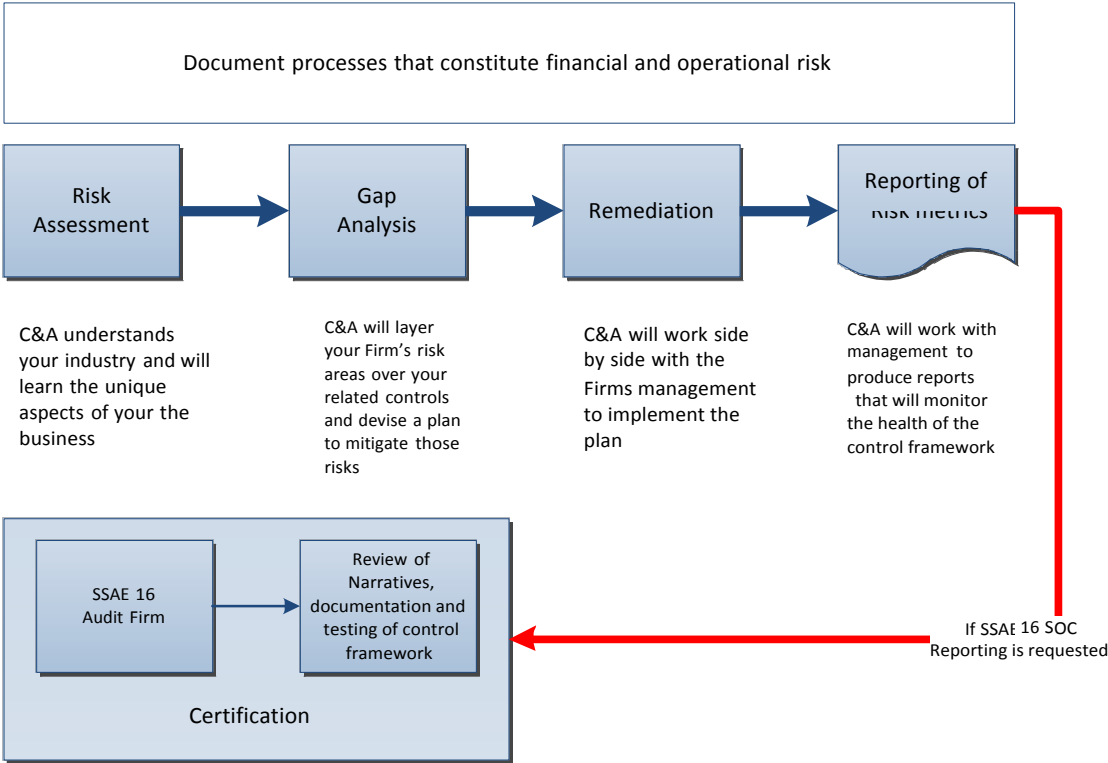 Document processes that constitute financial and operational risk
Risk
Assessment
Gap
Analysis
Remediation
Reporting of
Risk metrics
C&A understands
your industry and will
learn the unique
aspects of your the
business
C&A will layer
your Firm’s risk
areas over your
related controls
and devise a plan
to mitigate those
risks
C&A will work side
by side with the
Firms management
to implement the
plan
C&A will work with
management to
produce reports
that will monitor
the health of the
control framework
SSAE 16
Audit Firm
Review of
Narratives,
documentation and
testing of control
framework
Certification
If SSAE 16 SOC
Reporting is requested